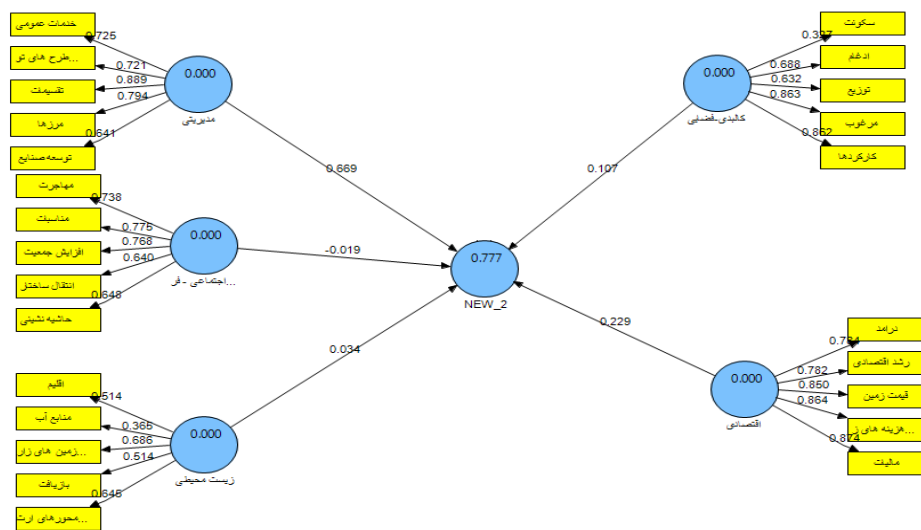 خدمات عمومی
0.725
...طرح های تو
0.721
تقسیمات
0.889
مرزها
0.794
توسعه صنایع
0.641
0.000
مدیریتی
0.669
مهاجرت
0.738
مناسبات
0.775
افزایش جمعیت
0.768
انتقال ساختار
0.640
حاشیه نشینی
0.648
0.000
...اجتماعی - فر
-0.019
اقلیم
0.514
منابع آب
0.365
...زمین های زار
0.686
بازیافت
0.514
...محورهای ارت
0.645
0.000
زیست محیطی
0.034
0.777
NEW_2
سکونت
0.327
ادغام
0.688
توزیع
0.632
مرغوب
0.863
کارکردها
0.862
0.000
کالبدی-فضایی
0.107
درامد
رشد اقتصادی
0.782
قیمت زمین
0.850
...هزینه های ز
0.864
مالیت
0.874
0.000
اقتصادی
0.229